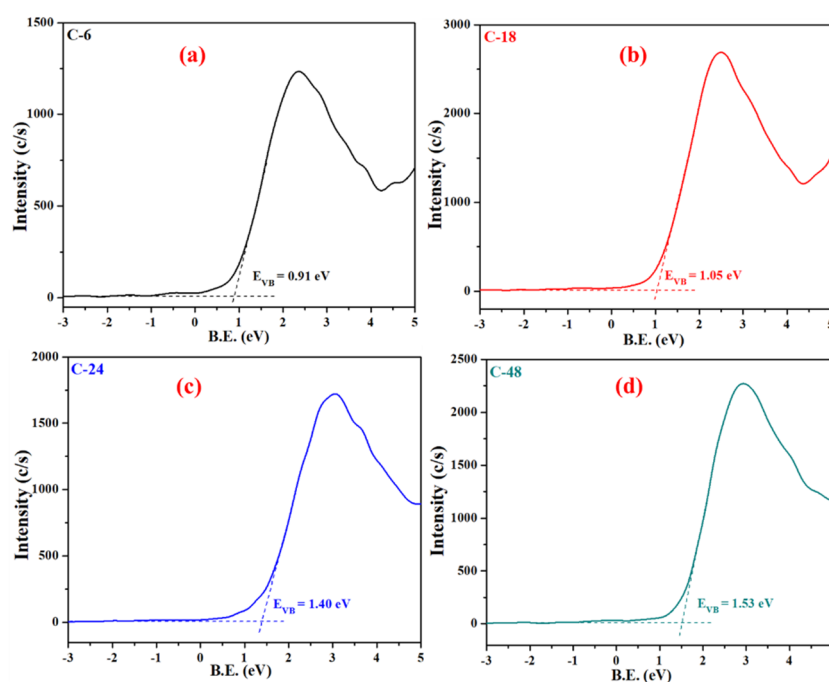 C-6
(a)
Intensity (c/s)
1500
1000
500
0
E_VB = 0.91 eV
-3 -2 -1 0 1 2 3 4 5
B.E. (eV)
C-18
(b)
Intensity (c/s)
3000
2000
1000
0
E_VB = 1.05 eV
-3 -2 -1 0 1 2 3 4 5
B.E. (eV)
C-24
(c)
Intensity (c/s)
2000
1500
1000
500
0
E_VB = 1.40 eV
-3 -2 -1 0 1 2 3 4 5
B.E. (eV)
C-48
(d)
Intensity (c/s)
2500
2000
1500
1000
500
0
E_VB = 1.53 eV
-3 -2 -1 0 1 2 3 4
B.E. (eV)